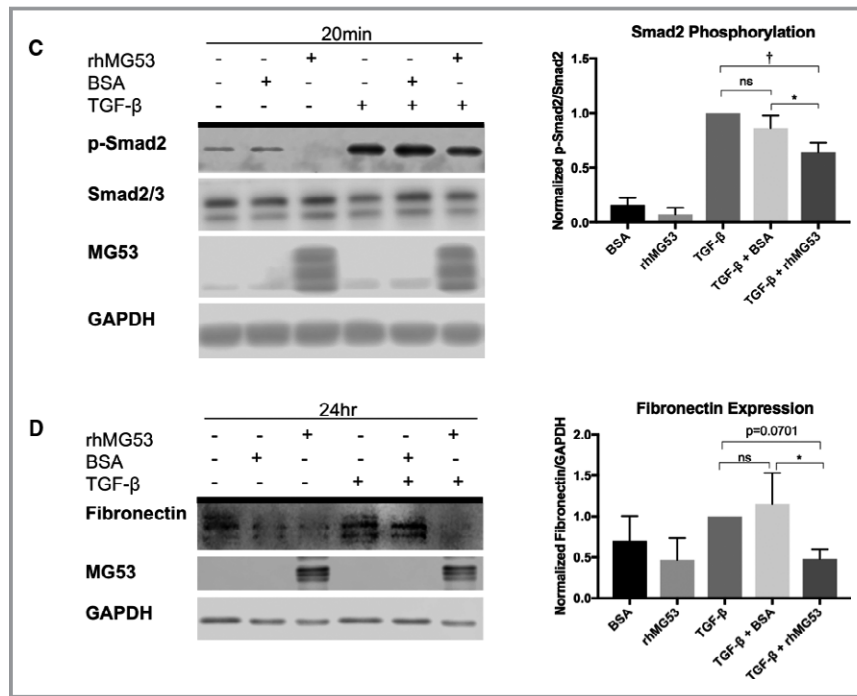 C
20min
rhMG53 - - + - - +
BSA - + - - + -
TGF-β - - - + + +
p-Smad2
Smad2/3
MG53
GAPDH
Smad2 Phosphorylation
Normalized p-Smad2/Smad2
1.5
1.0
0.5
0.0
†
ns
*
BSA
rhMG53
TGF-β
TGF-β + BSA
TGF-β + rhMG53
D
24hr
rhMG53 - - + - - +
BSA - + - - + -
TGF-β - - - + + +
Fibronectin
MG53
GAPDH
Fibronectin Expression
Normalized Fibronectin/GAPDH
2.0
1.5
1.0
0.5
0.0
p=0.0701
ns
*
BSA
rhMG53
TGF-β
TGF-β + BSA
TGF-β + rhMG53